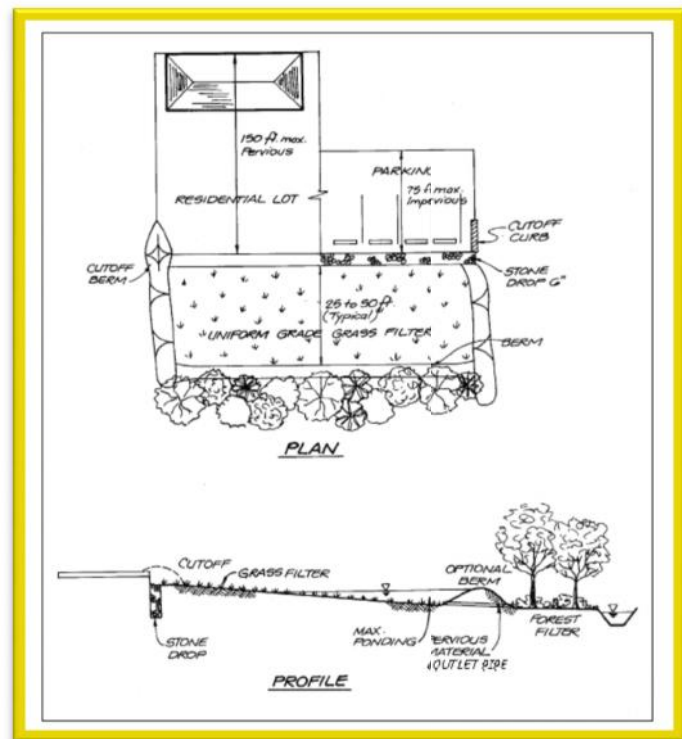 150 ft. max.
Pervious
RESIDENTIAL LOT
PARKING
75 ft max.
Impervious
CUTOFF
CURB
CUTOFF
BERM
STONE
DROP 6"
25 to 50 ft.
(Typical)
UNIFORM GRADE GRASS FILTER
BERM
PLAN
CUTOFF
GRASS FILTER
OPTIONAL
BERM
STONE
DROP
MAX.
PONDING
PERVIOUS
MATERIAL
OUTLET PIPE
FOREST
FILTER
PROFILE